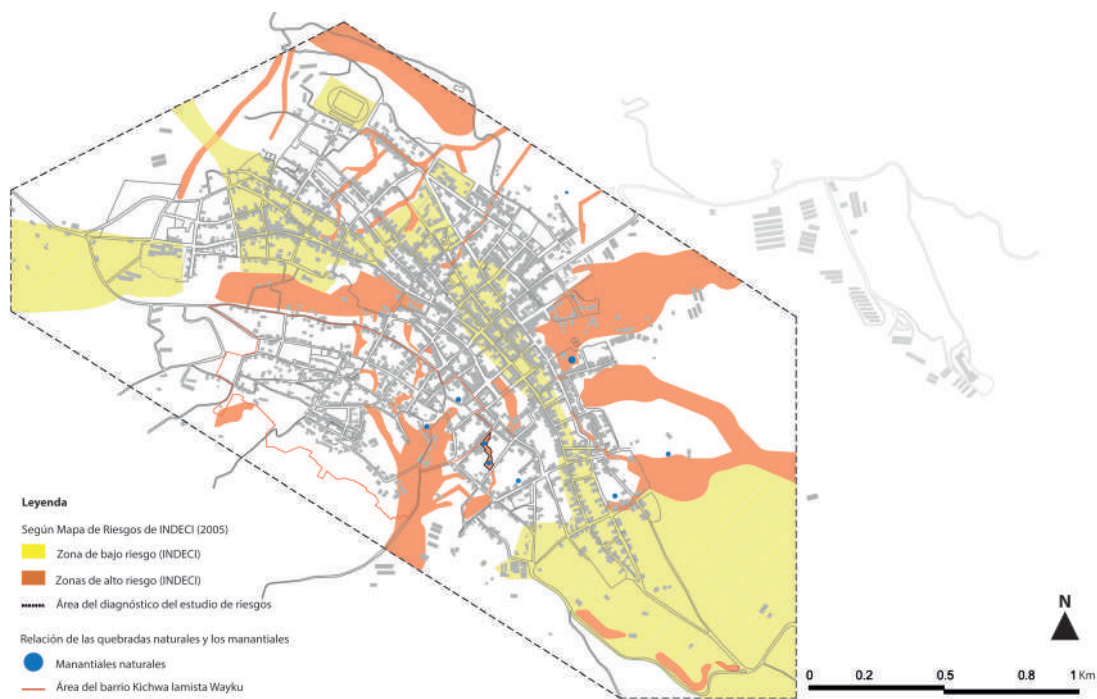 Leyenda
Según Mapa de Riesgos de INDECI (2005)
Zona de bajo riesgo (INDECI)
Zonas de alto riesgo (INDECI)
Área del diagnóstico del estudio de riesgos
Relación de las quebradas naturales y los manantiales
Manantiales naturales
Área del barrio Kichwa lamista Wayku
N
0 0.2 0.6 0.8 1 Km
0.5